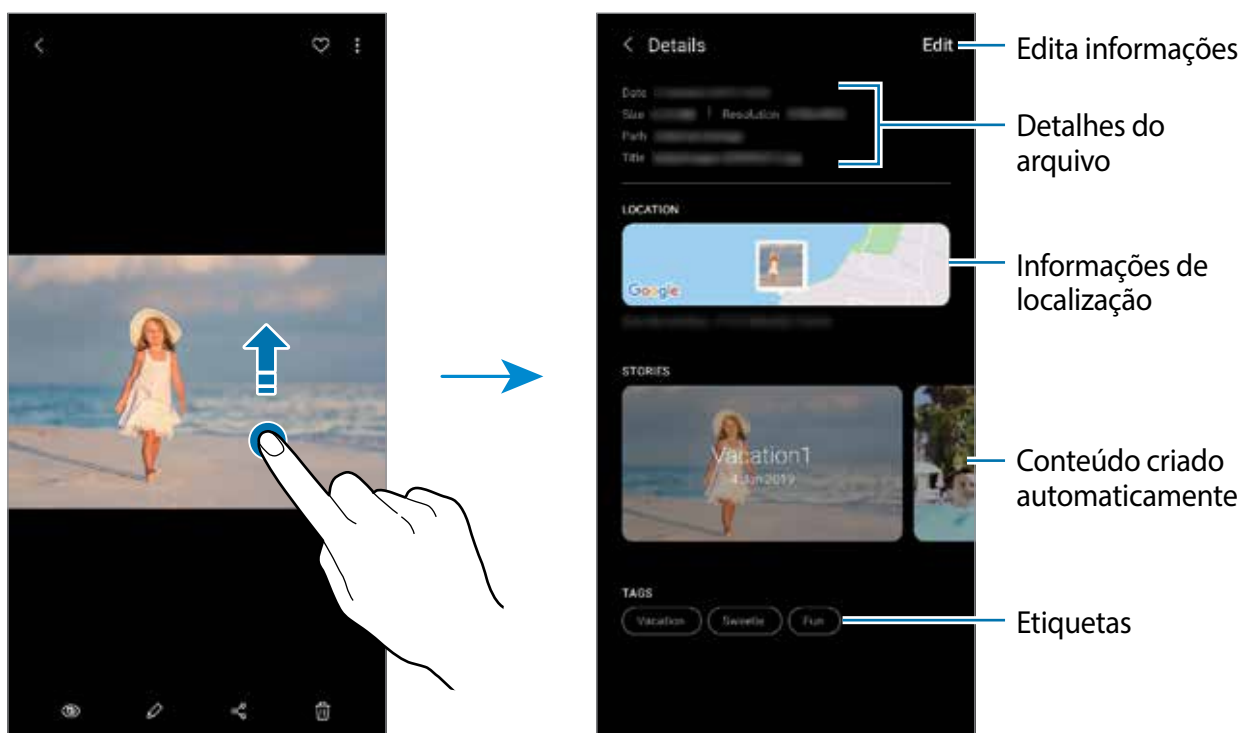 Details
Edit
Edita informações
Date
Size | Resolution
Path
Title
Detalhes do
arquivo
LOCATION
Google
Informações de
localização
STORIES
Vacation1
4 Jun 2019
Conteúdo criado
automaticamente
TAGS
Vacation
Sweetie
Fun
Etiquetas